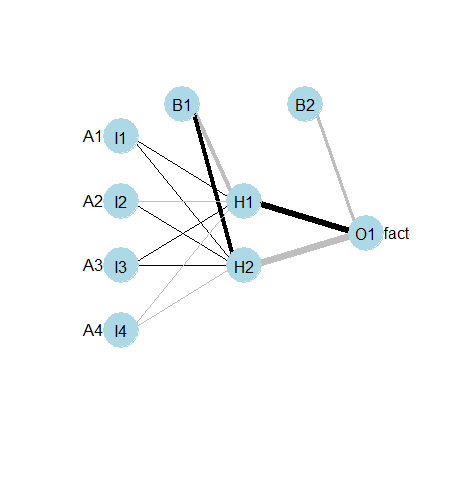 B1 B2
A1 I1
A2 I2 H1
O1 fact
A3 I3 H2
A4 I4